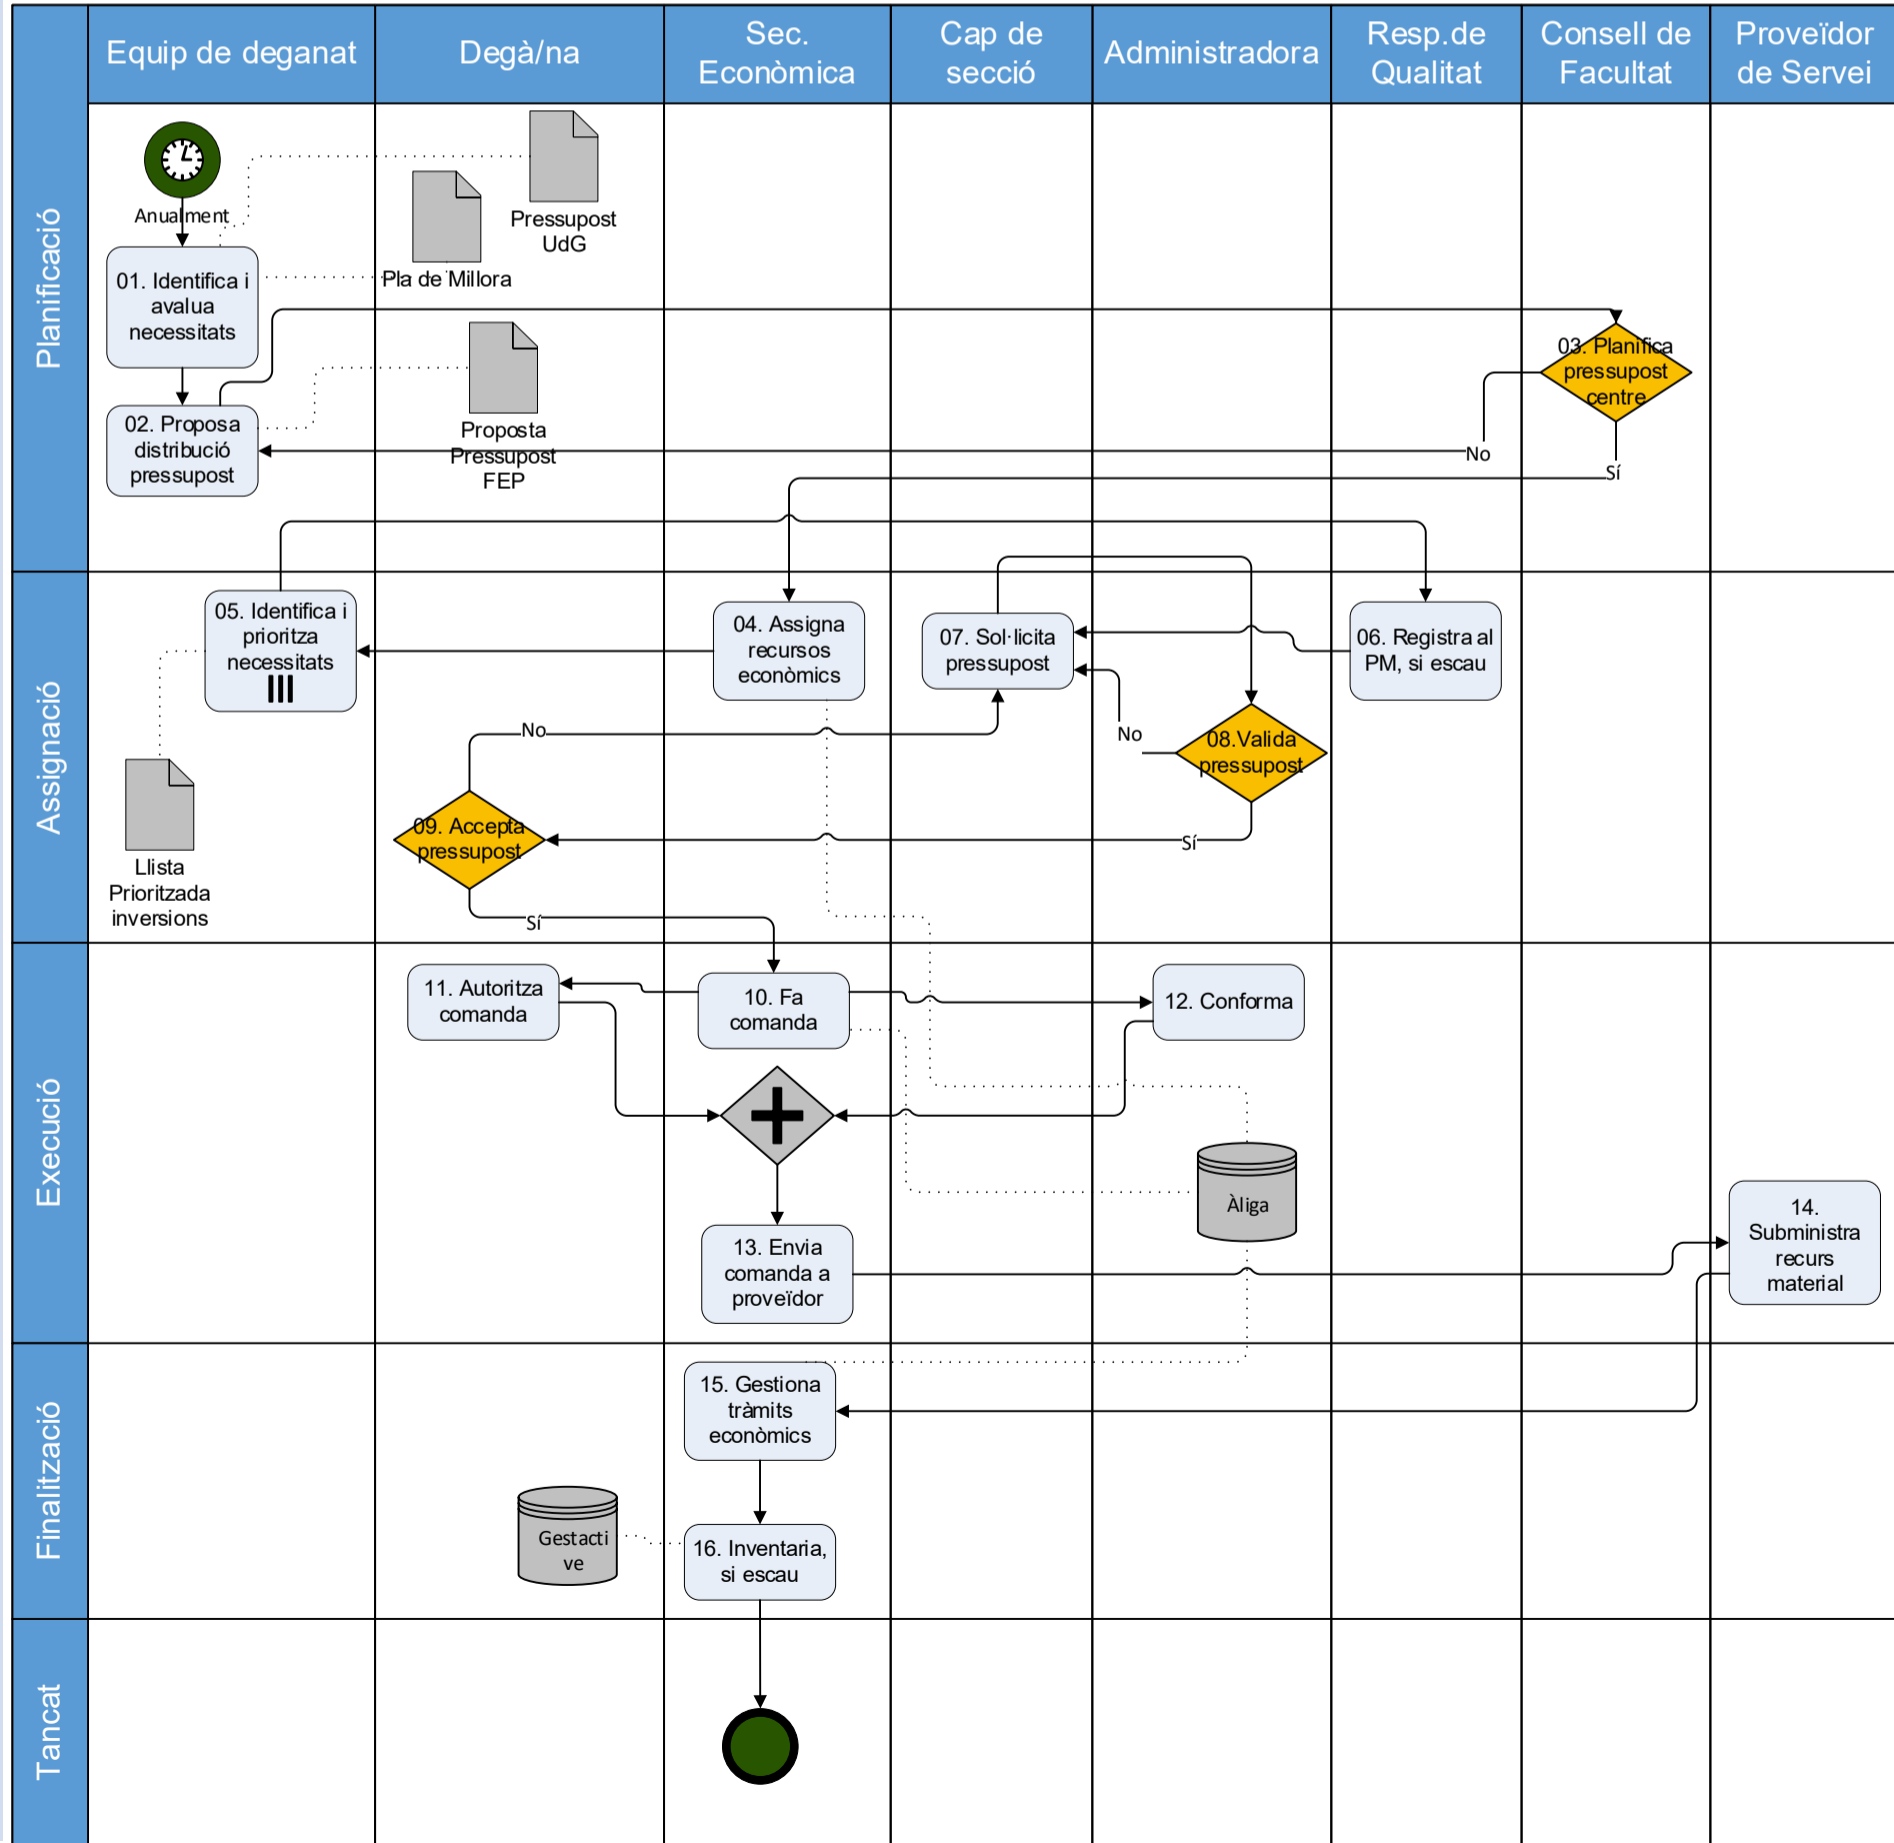 Equip de deganat
Degà/na
Sec.
Econòmica
Cap de
secció
Administradora
Resp.de
Qualitat
Consell de
Facultat
Proveïdor
de Servei
Planificació
Anualment
Pressupost
UdG
Pla de Millora
01. Identifica i
avalua
necessitats
03. Planifica
pressupost
centre
02. Proposa
distribució
pressupost
Proposta
Pressupost
FEP
No
Sí
Assignació
05. Identifica i
prioritza
necessitats
04. Assigna
recursos
econòmics
07. Sol·licita
pressupost
06. Registra al
PM, si escau
No
No
08.Valida
pressupost
09. Accepta
pressupost
Sí
Llista
Prioritzada
inversions
Sí
Execució
11. Autoritza
comanda
10. Fa
comanda
12. Conforma
Àliga
13. Envia
comanda a
proveïdor
14.
Subministra
recurs
material
Finalització
15. Gestiona
tràmits
econòmics
Gestacti
ve
16. Inventaria,
si escau
Tancat